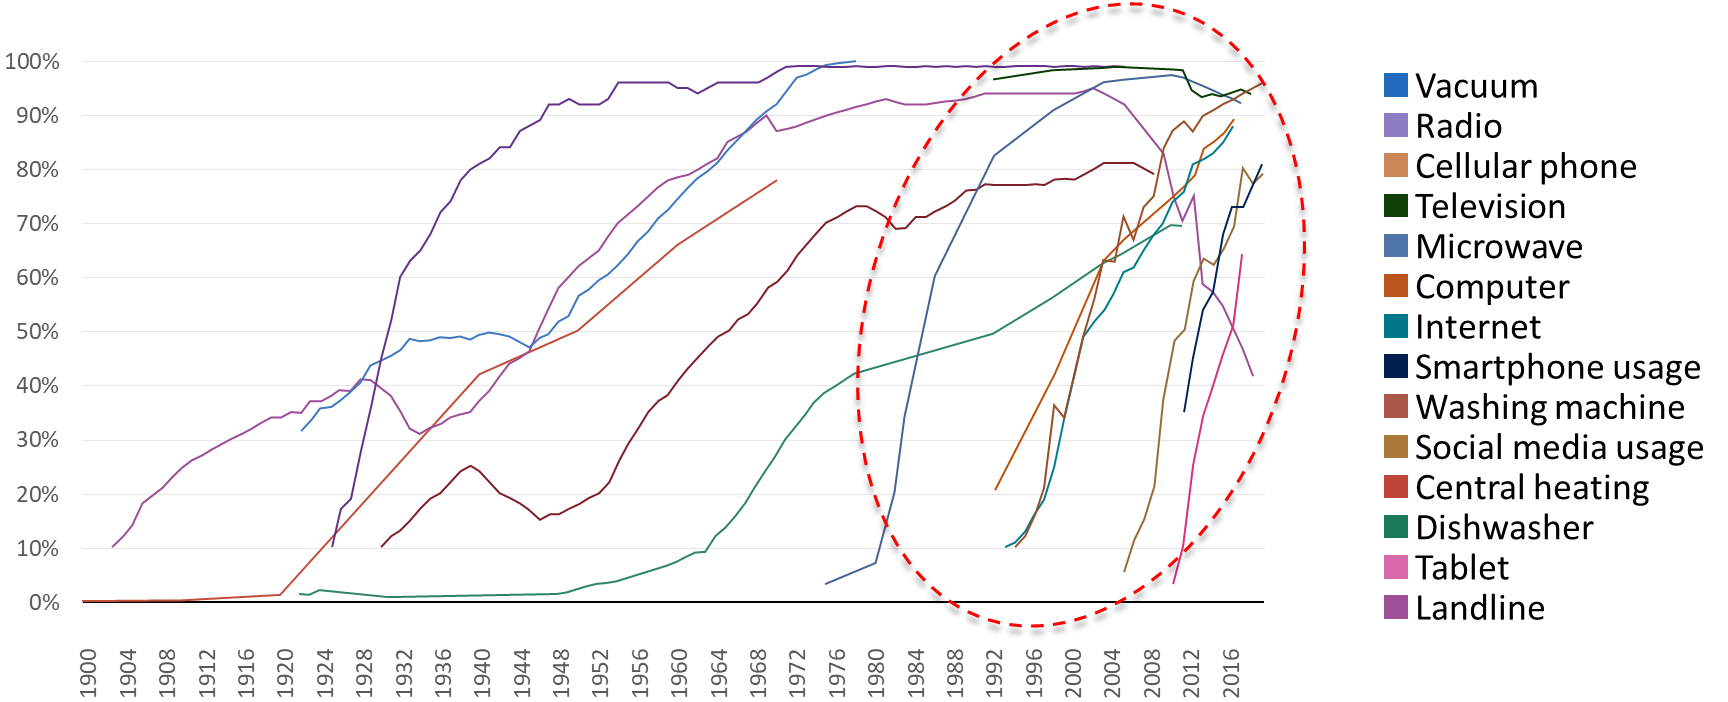 100%
90%
80%
70%
60%
50%
40%
30%
20%
10%
0%
1900
1904
1908
1912
1916
1920
1924
1928
1932
1936
1940
1944
1948
1952
1956
1960
1964
1968
1972
1976
1980
1984
1988
1992
1996
2000
2004
2008
2012
2016
Vacuum
Radio
Cellular phone
Television
Microwave
Computer
Internet
Smartphone usage
Washing machine
Social media usage
Central heating
Dishwasher
Tablet
Landline